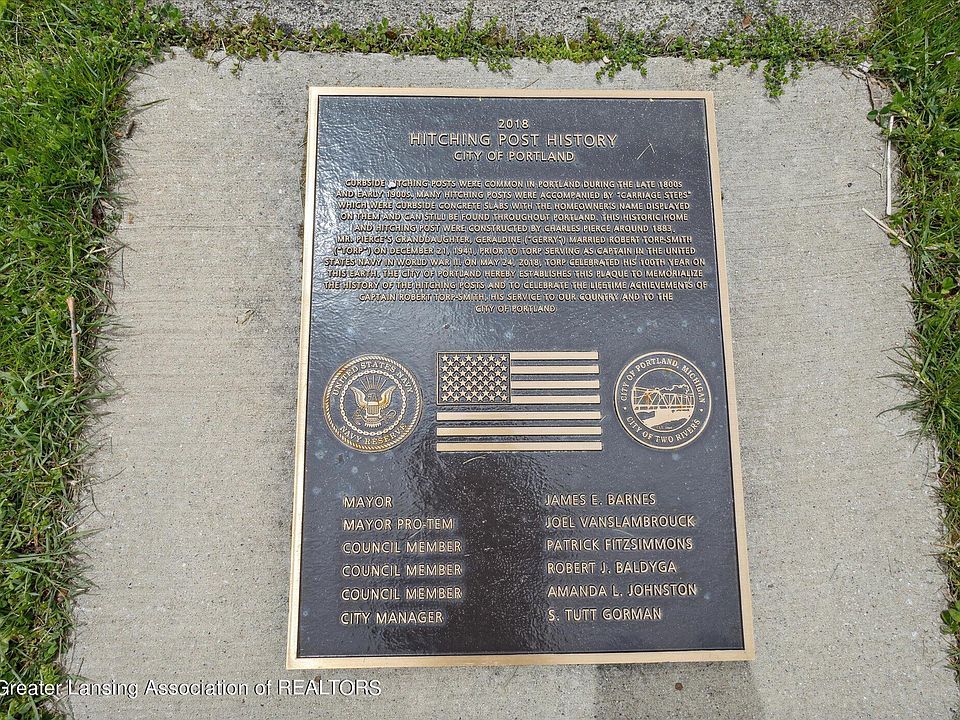 2018
HITCHING POST HISTORY
CITY OF PORTLAND
CURBSIDE HITCHING POSTS WERE COMMON IN PORTLAND DURING THE LATE 1800s
AND EARLY 1900s. MANY HITCHING POSTS WERE ACCOMPANIED BY "CARRIAGE STEPS"
WHICH WERE CURBSIDE CONCRETE SLABS WITH THE HOMEOWNER'S NAME DISPLAYED
ON THEM AND CAN STILL BE FOUND THROUGHOUT PORTLAND. THIS HISTORIC HOME
AND HITCHING POST WERE CONSTRUCTED BY CHARLES PIERCE AROUND 1883.
MR. PIERCE'S GRANDDAUGHTER, GERALDINE ("GERRY") MARRIED ROBERT TORP-SMITH
("TORP") ON DECEMBER 21, 1941, PRIOR TO TORP SERVING AS CAPTAIN IN THE UNITED
STATES NAVY IN WORLD WAR II. ON MAY 24, 2018, TORP CELEBRATED HIS 100TH YEAR ON
THIS EARTH. THE CITY OF PORTLAND HEREBY ESTABLISHES THIS PLAQUE TO MEMORIALIZE
THE HISTORY OF THE HITCHING POSTS AND TO CELEBRATE THE LIFETIME ACHIEVEMENTS OF
CAPTAIN ROBERT TORP-SMITH, HIS SERVICE TO OUR COUNTRY AND TO THE
CITY OF PORTLAND
UNITED STATES NAVY
NAVY RESERVE
CITY OF PORTLAND, MICHIGAN
CITY OF TWO RIVERS
MAYOR JAMES E. BARNES
MAYOR PRO-TEM JOEL VANSLAMBROUCK
COUNCIL MEMBER PATRICK FITZSIMMONS
COUNCIL MEMBER ROBERT J. BALDYGA
COUNCIL MEMBER AMANDA L. JOHNSTON
CITY MANAGER S. TUTT GORMAN
Greater Lansing Association of REALTORS